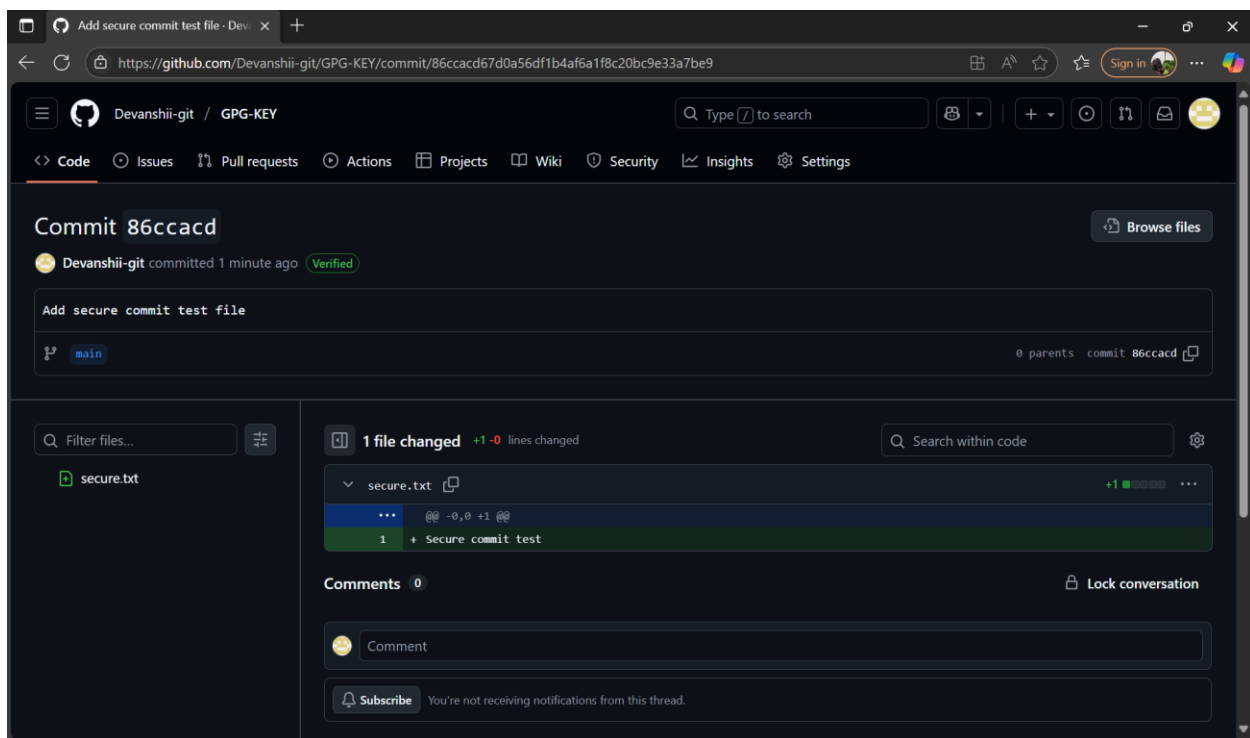 Add secure commit test file · Dev
https://github.com/Devanshii-git/GPG-KEY/commit/86ccacd67d0a56df1b4af6a1f8c20bc9e33a7be9
Sign in
Devanshii-git / GPG-KEY
Type / to search
Code Issues Pull requests Actions Projects Wiki Security Insights Settings
Commit 86ccacd
Browse files
Devanshii-git committed 1 minute ago Verified
Add secure commit test file
main
0 parents commit 86ccacd
Filter files...
1 file changed +1 -0 lines changed
Search within code
secure.txt
secure.txt
+1
@@ -0,0 +1 @@
1 + Secure commit test
Comments 0
Lock conversation
Comment
Subscribe You're not receiving notifications from this thread.